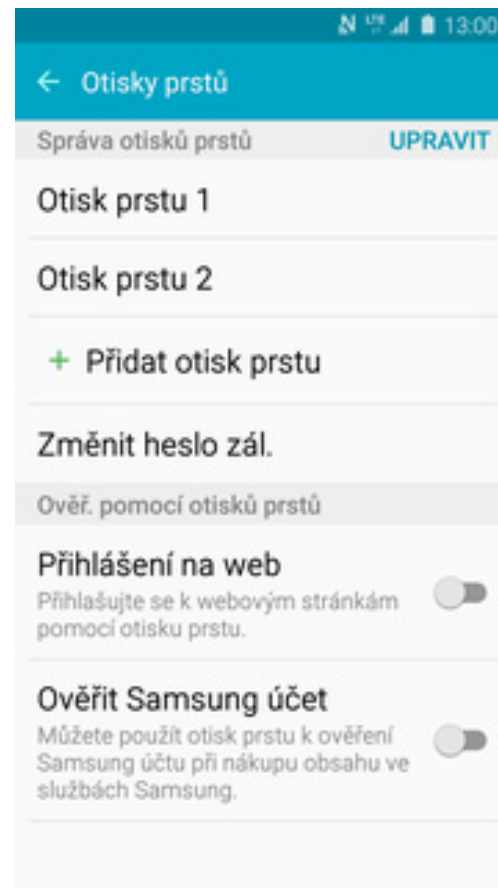 LTE 13:00
Otisky prstů
Správa otisků prstů UPRAVIT
Otisk prstu 1
Otisk prstu 2
+ Přidat otisk prstu
Změnit heslo zál.
Ověř. pomocí otisků prstů
Přihlášení na web
Přihlašujte se k webovým stránkám
pomocí otisku prstu.
Ověřit Samsung účet
Můžete použít otisk prstu k ověření
Samsung účtu při nákupu obsahu ve
službách Samsung.